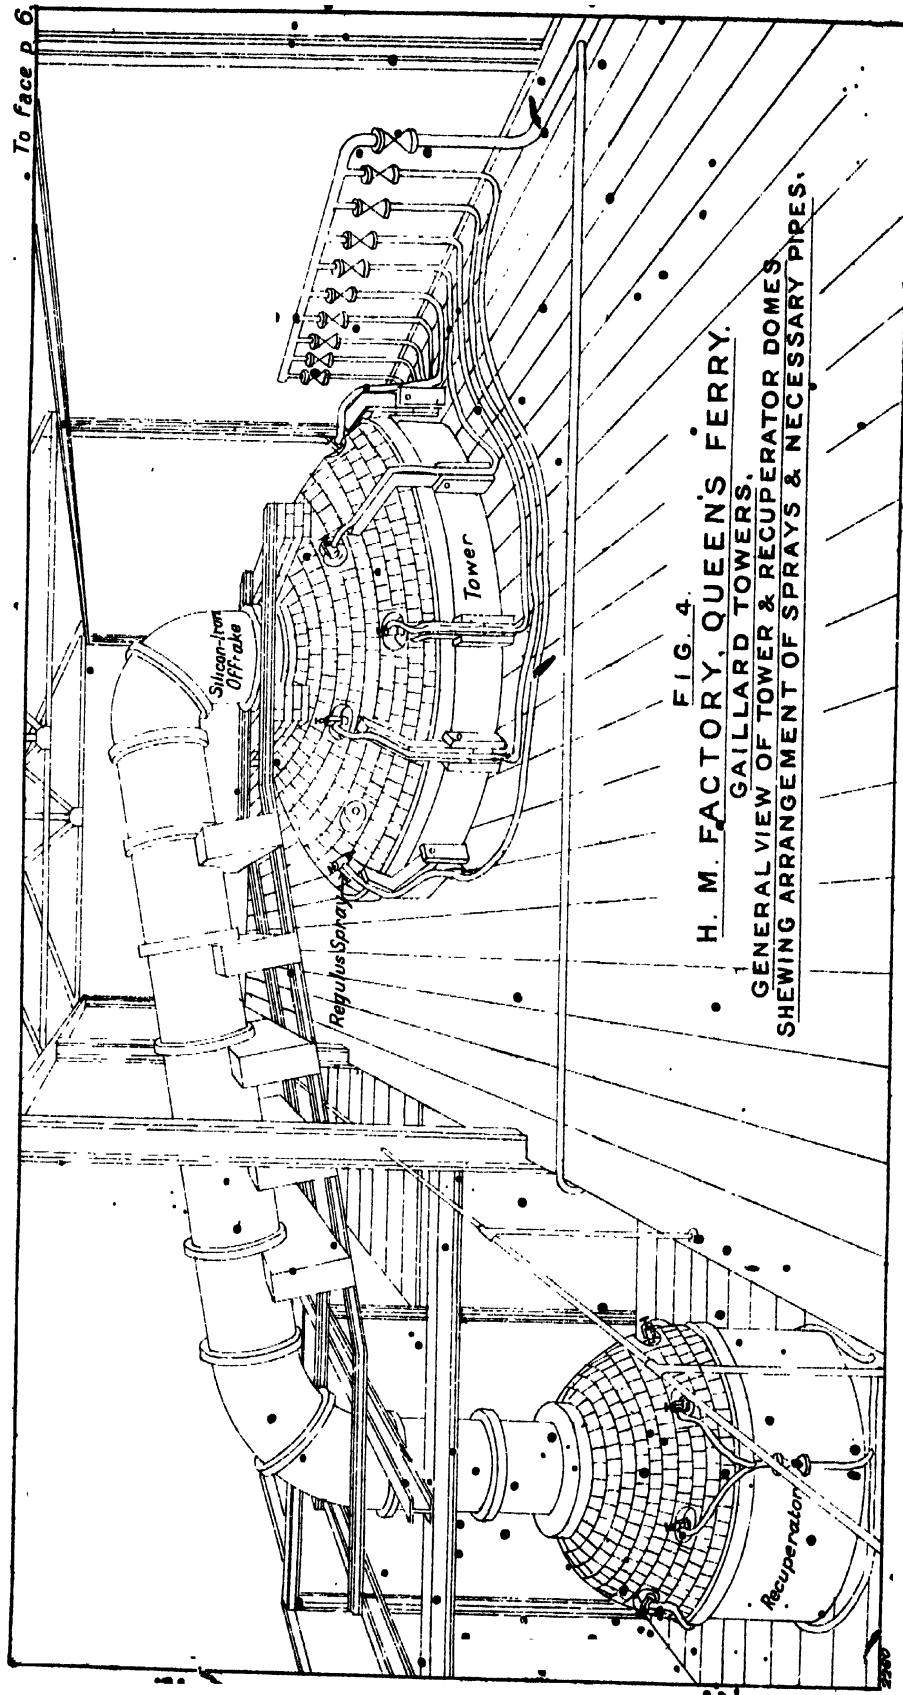 To face p. 6.
Silicon-Iron
Offtake
Regulus Spray
Tower
Recuperator
FIG. 4.
H. M. FACTORY, QUEEN'S FERRY.
GAILLARD TOWERS.
GENERAL VIEW OF TOWER & RECUPERATOR DOMES
SHEWING ARRANGEMENT OF SPRAYS & NECESSARY PIPES.